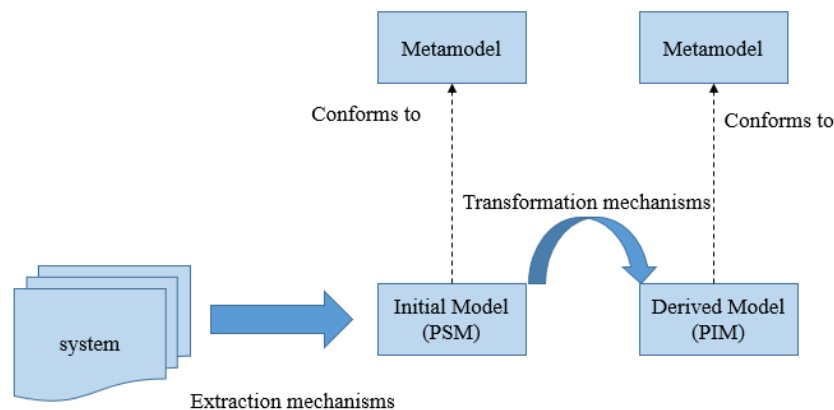 Metamodel
Metamodel
Conforms to
Conforms to
Transformation mechanisms
system
Initial Model
(PSM)
Derived Model
(PIM)
Extraction mechanisms